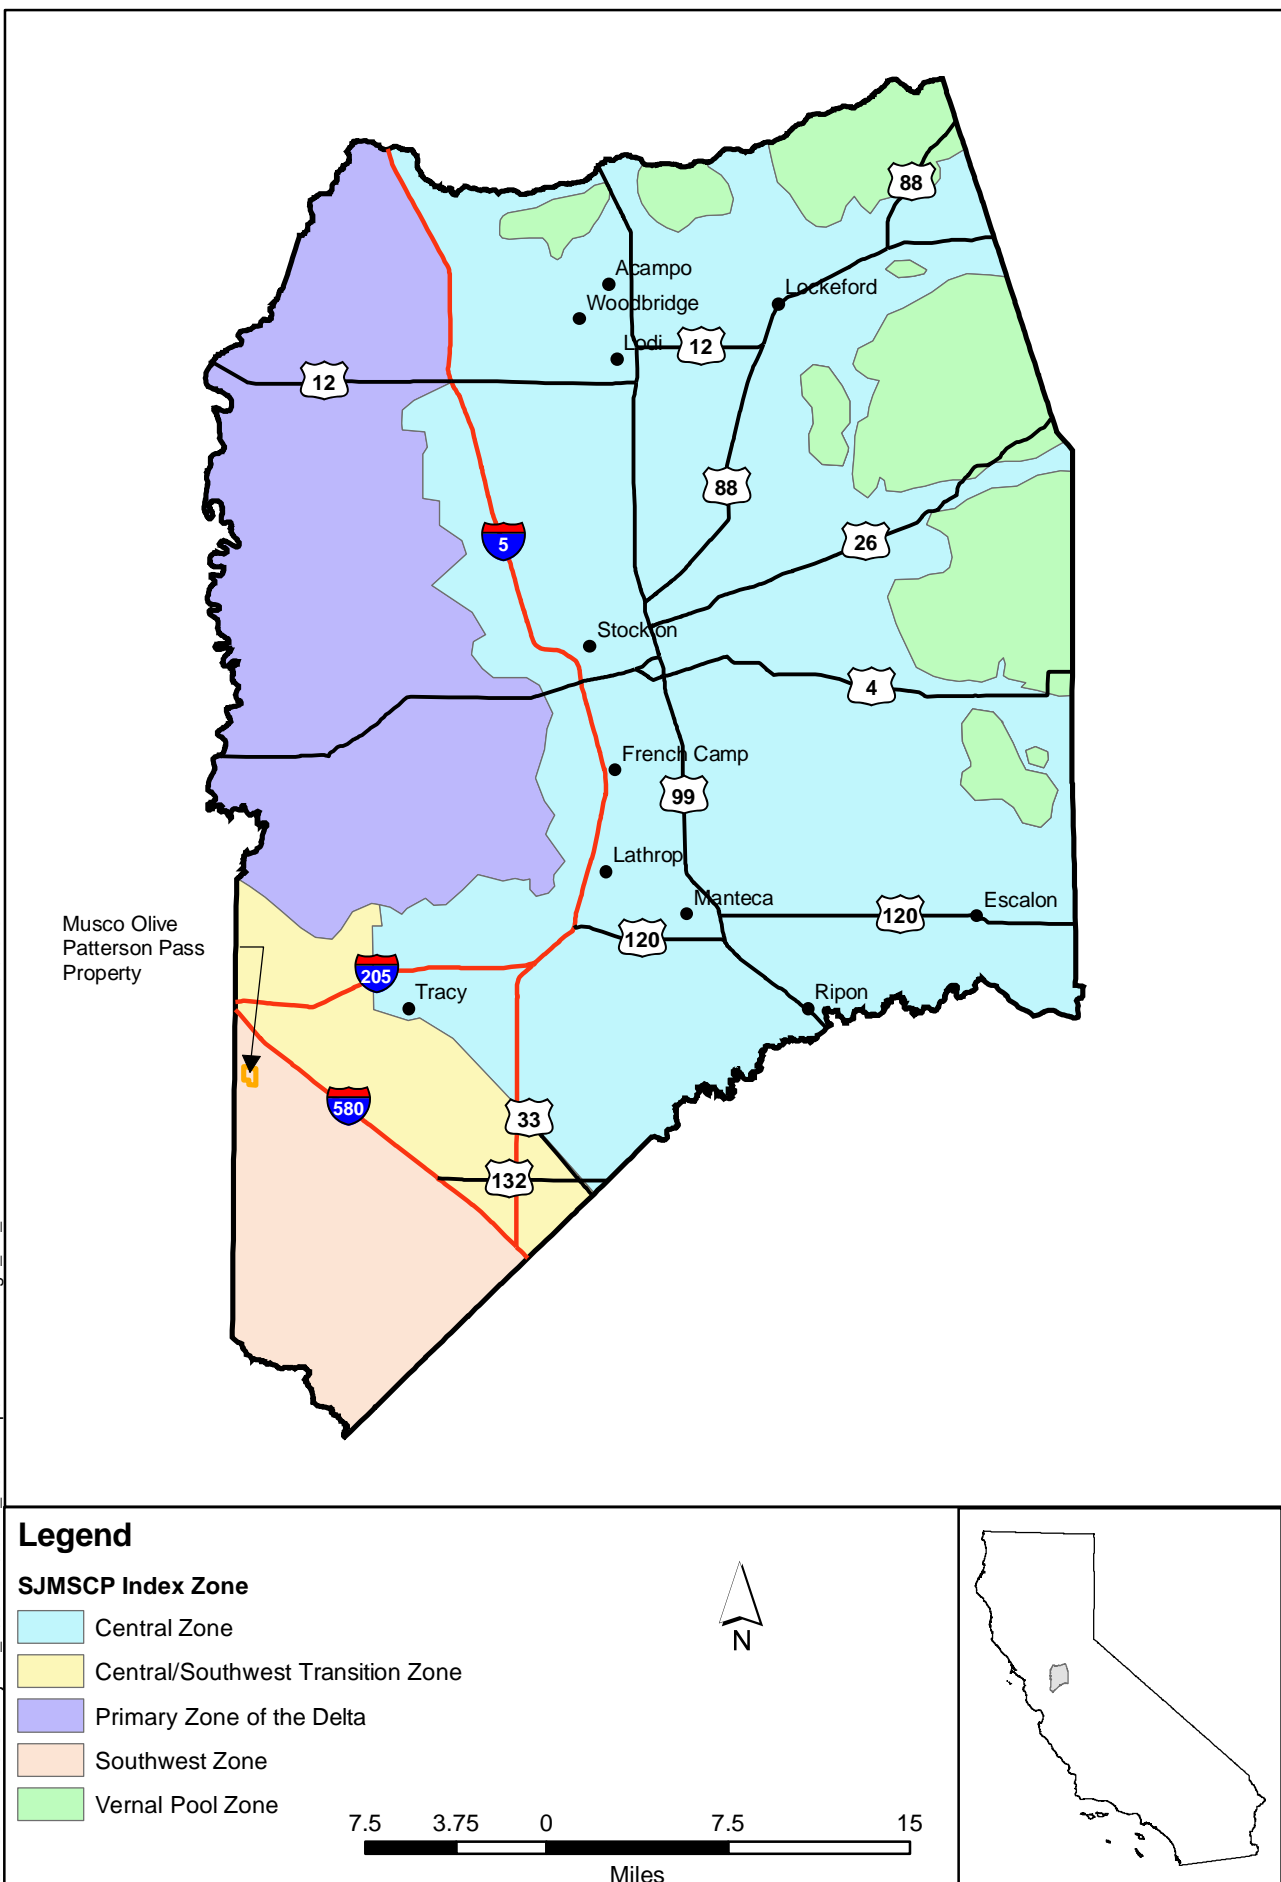 88
Acampo
Lockeford
Woodbridge
Lodi
12
12
88
5
26
Stockton
4
French Camp
99
Lathrop
Manteca
Escalon
120
120
Musco Olive
Patterson Pass
Property
205
Tracy
Ripon
580
33
132
Legend
SJMSCP Index Zone
Central Zone
Central/Southwest Transition Zone
Primary Zone of the Delta
Southwest Zone
Vernal Pool Zone
N
7.5 3.75 0 7.5 15
Miles